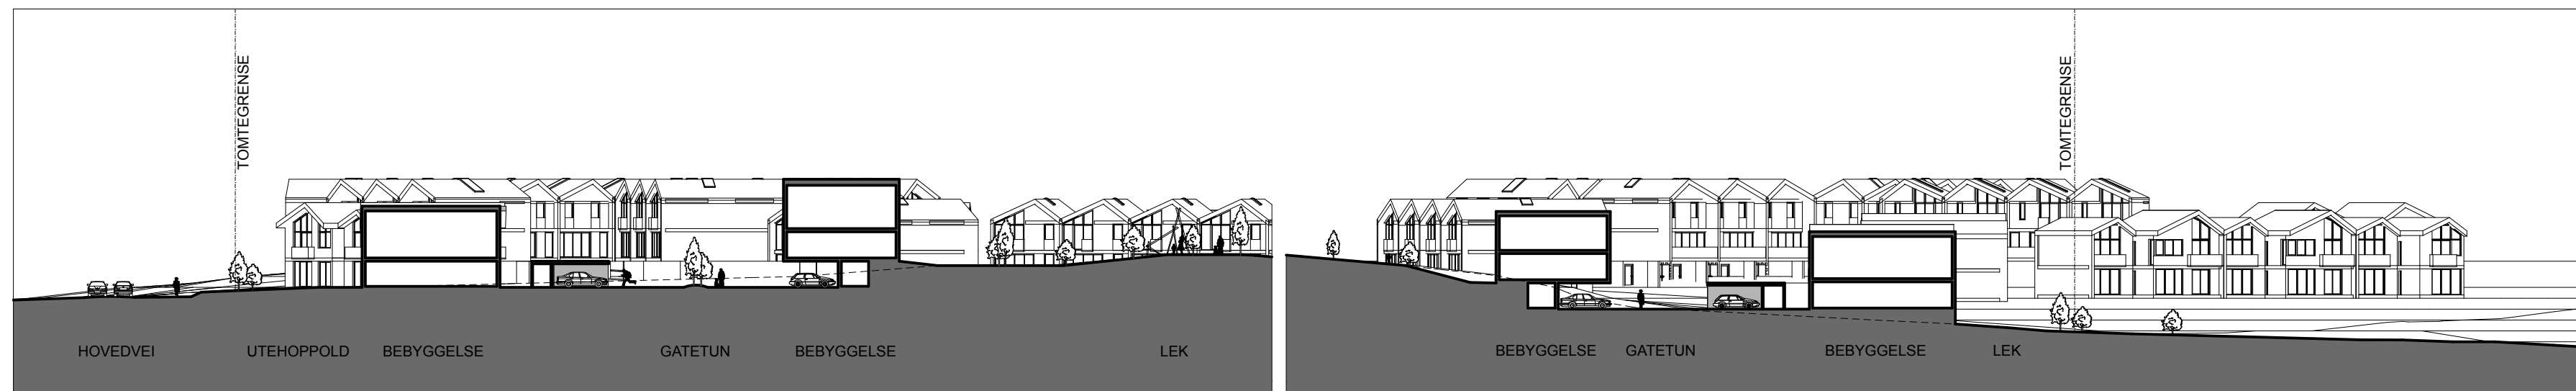 TOMTEGRENSE
HOVEDVEI
UTEHOPPOLD
BEBYGGELSE
GATETUN
BEBYGGELSE
LEK
TOMTEGRENSE
BEBYGGELSE
GATETUN
BEBYGGELSE
LEK